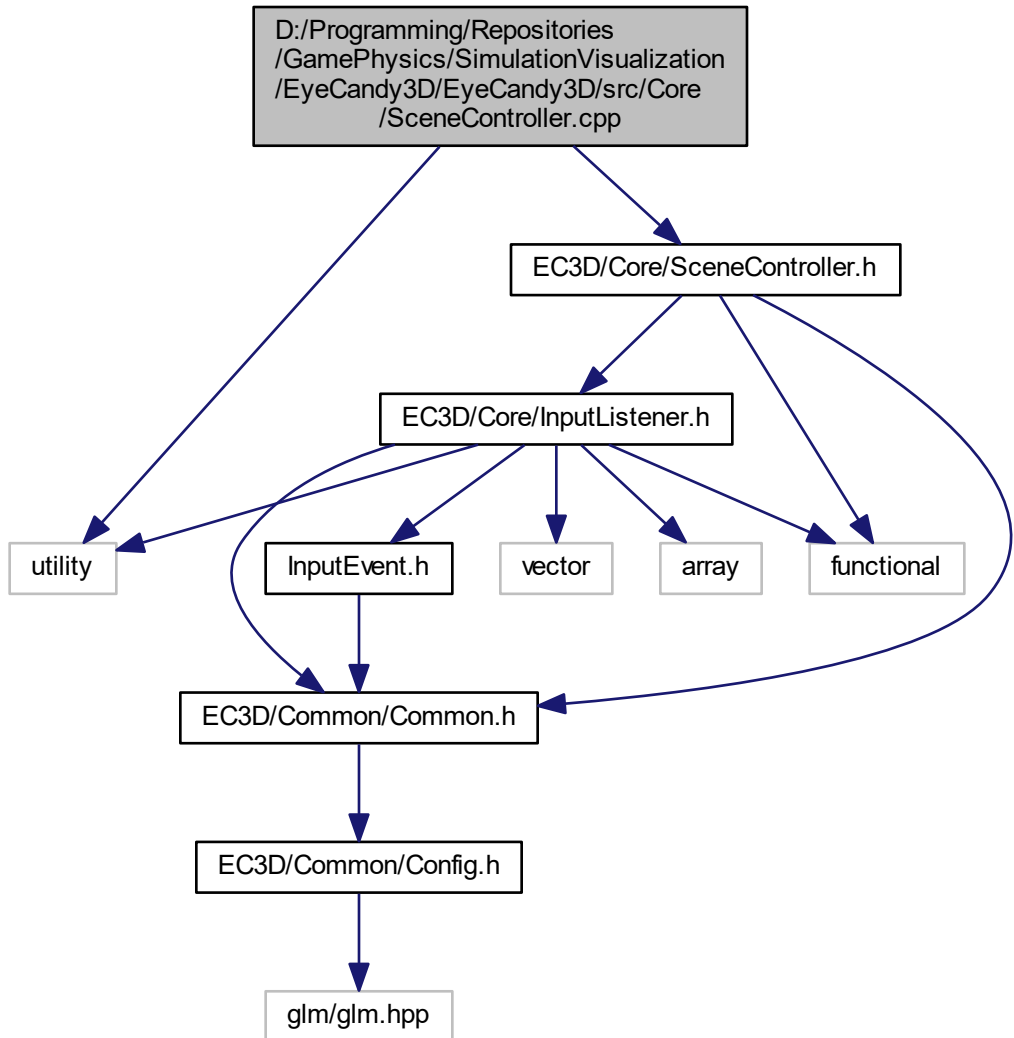 D:/Programming/Repositories
/GamePhysics/SimulationVisualization
/EyeCandy3D/EyeCandy3D/src/Core
/SceneController.cpp
EC3D/Core/SceneController.h
EC3D/Core/InputListener.h
utility
InputEvent.h
vector
array
functional
EC3D/Common/Common.h
EC3D/Common/Config.h
glm/glm.hpp